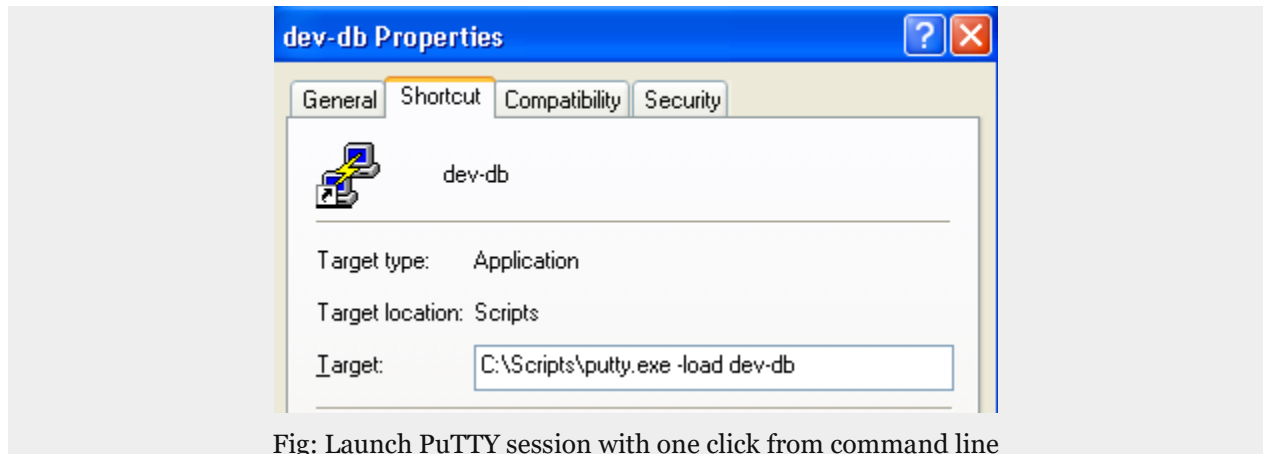 dev-db Properties
General Shortcut Compatibility Security
dev-db
Target type: Application
Target location: Scripts
Target: C:\Scripts\putty.exe -load dev-db
Fig: Launch PuTTY session with one click from command line